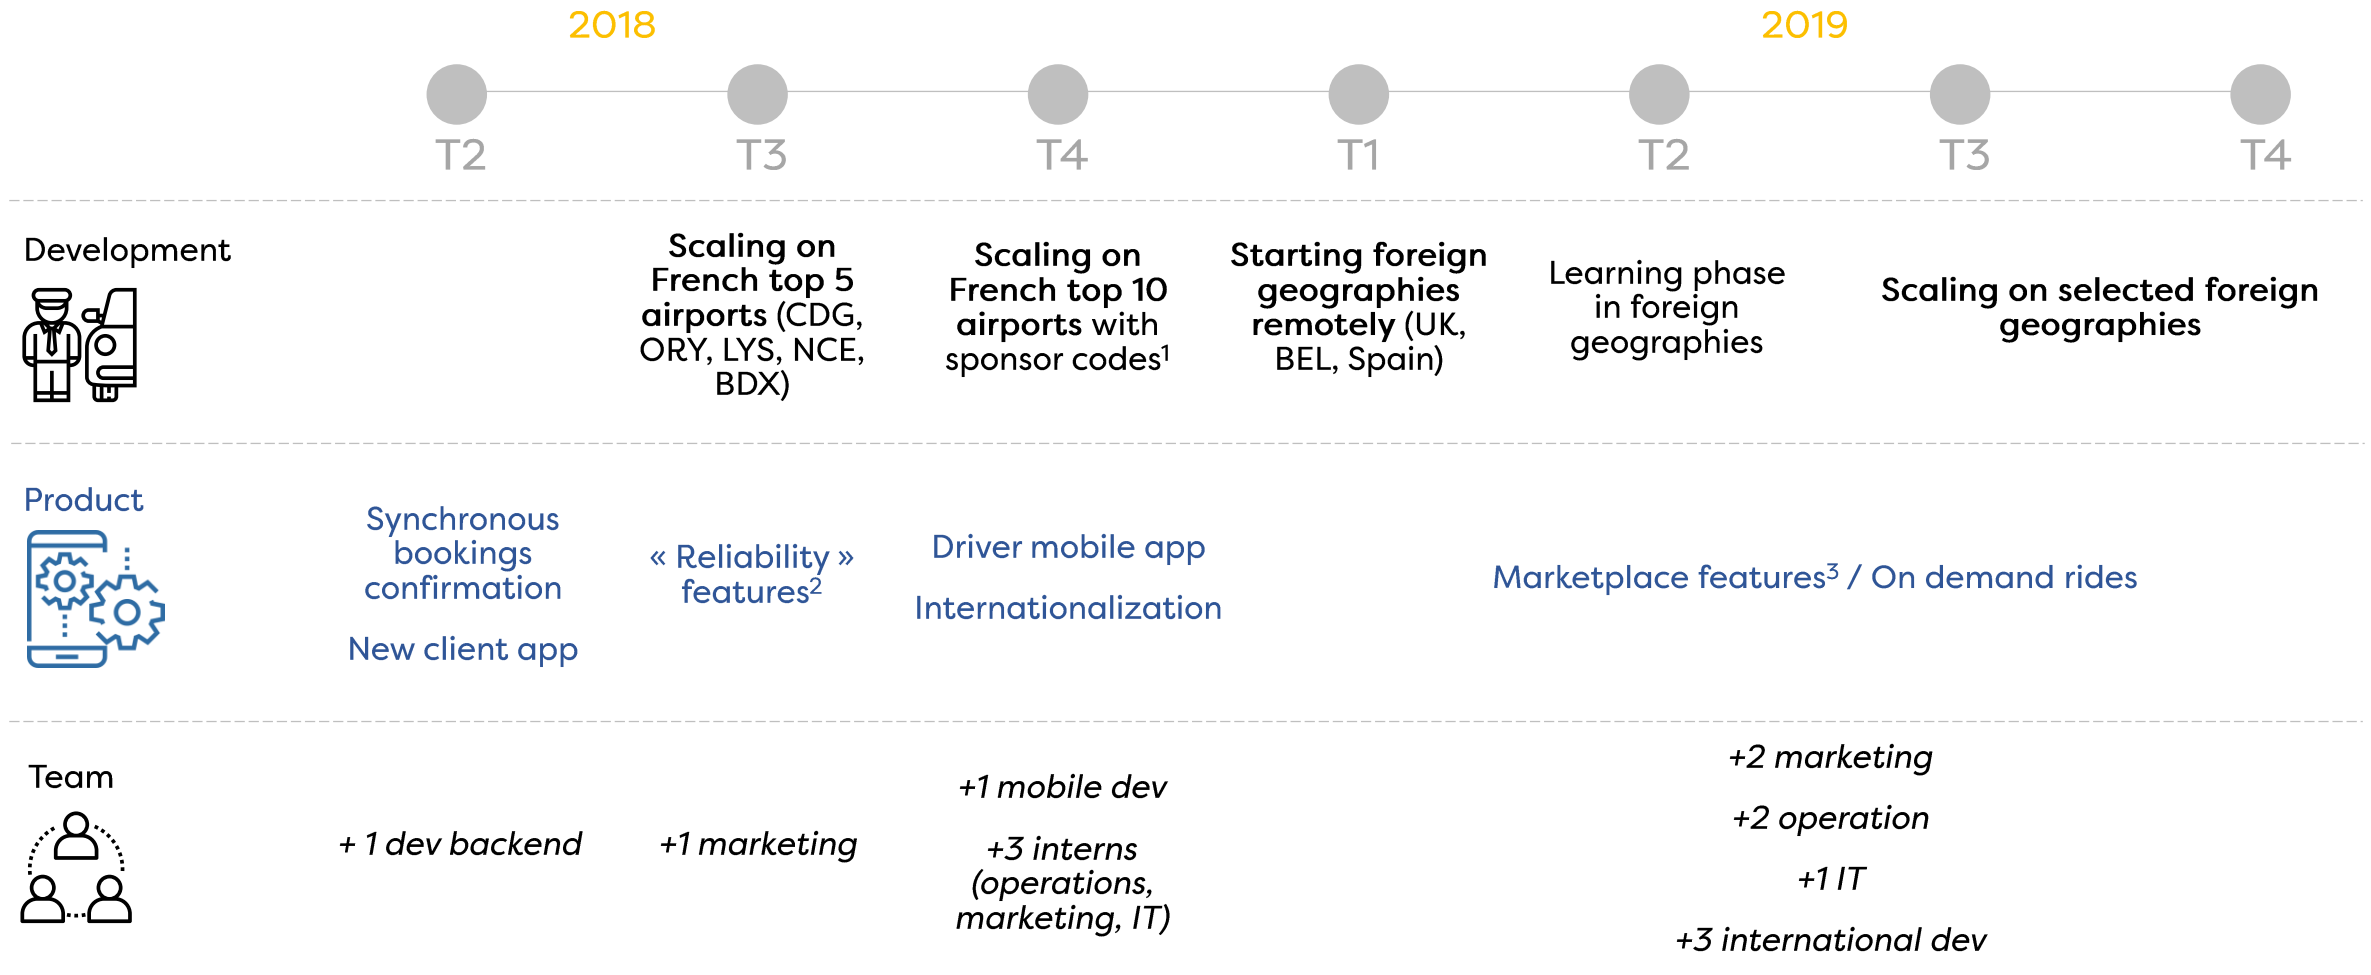 2018
2019
T2
T3
T4
T1
T2
T3
T4
Development
Scaling on
French top 5
airports (CDG,
ORY, LYS, NCE,
BDX)
Scaling on
French top 10
airports with
sponsor codes¹
Starting foreign
geographies
remotely (UK,
BEL, Spain)
Learning phase
in foreign
geographies
Scaling on selected foreign
geographies
Product
Synchronous
bookings
confirmation
New client app
« Reliability »
features²
Driver mobile app
Internationalization
Marketplace features³ / On demand rides
Team
+ 1 dev backend
+1 marketing
+1 mobile dev
+3 interns
(operations,
marketing, IT)
+2 marketing
+2 operation
+1 IT
+3 international dev